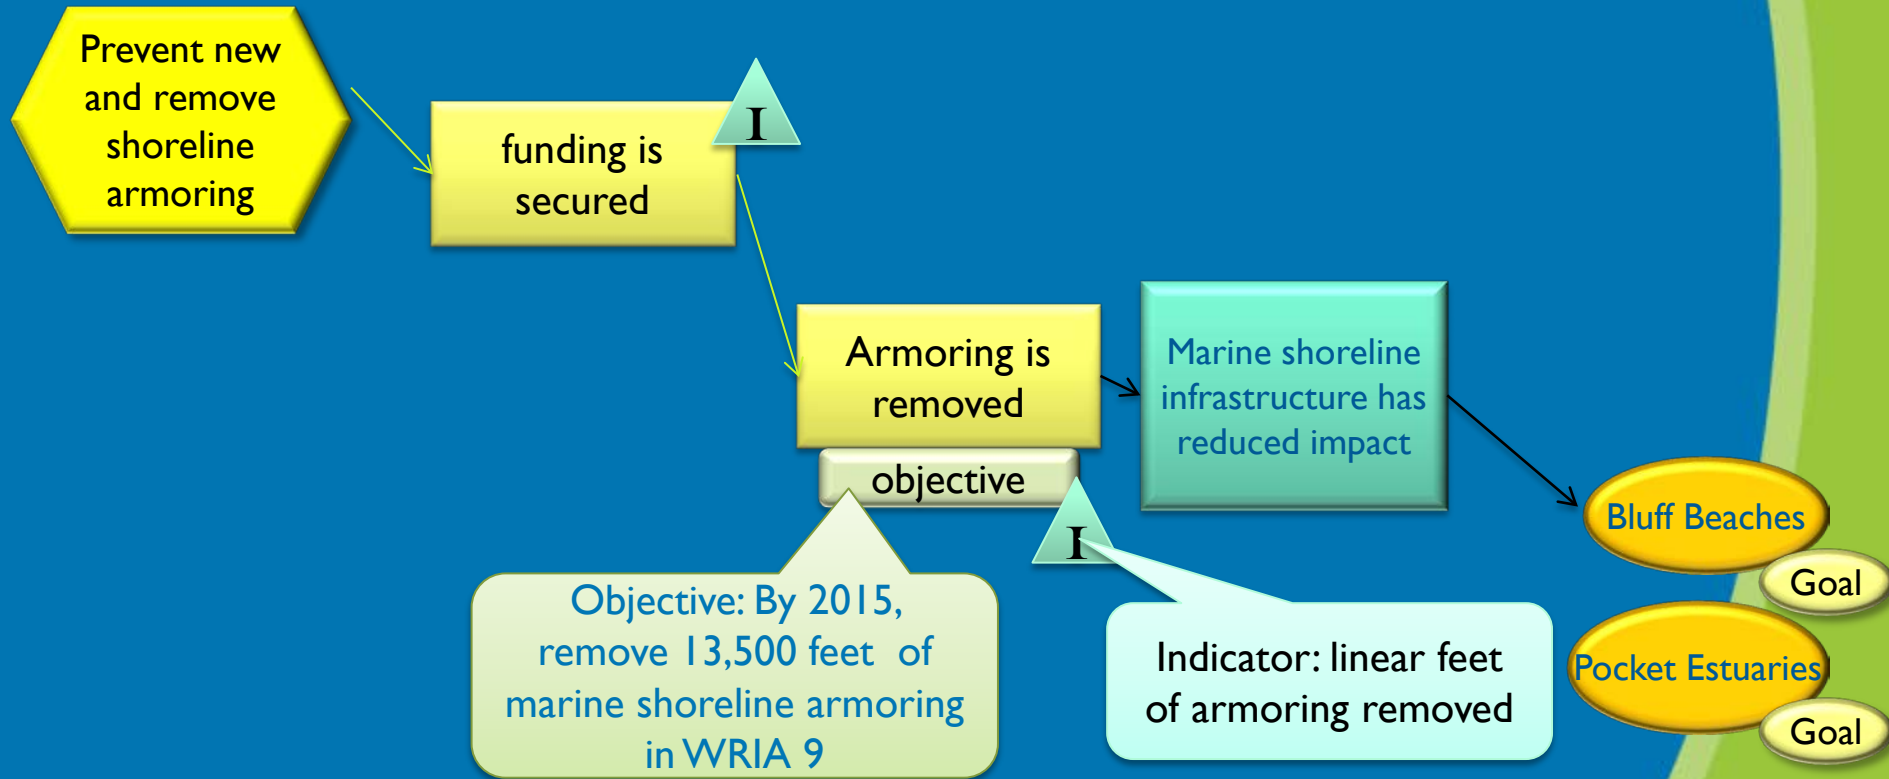 Prevent new
and remove
shoreline
armoring
funding is
secured
I
Armoring is
removed
objective
I
Marine shoreline
infrastructure has
reduced impact
Bluff Beaches
Goal
Pocket Estuaries
Goal
Objective: By 2015,
remove 13,500 feet of
marine shoreline armoring
in WRIA 9
Indicator: linear feet
of armoring removed